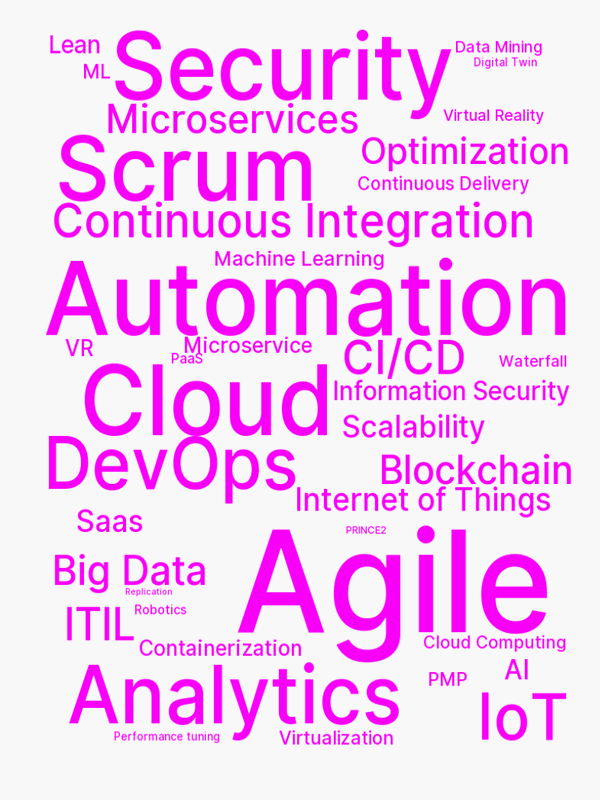 Lean
Security
Data Mining
Digital Twin
ML
Microservices
Virtual Reality
Scrum
Optimization
Continuous Delivery
Continuous Integration
Machine Learning
Automation
VR
Microservice
PaaS
CI/CD
Waterfall
Cloud
Information Security
Scalability
DevOps
Blockchain
Internet of Things
Saas
PRINCE2
Agile
Big Data
Replication
Robotics
ITIL
Containerization
Cloud Computing
Analytics
AI
PMP
IoT
Performance tuning
Virtualization